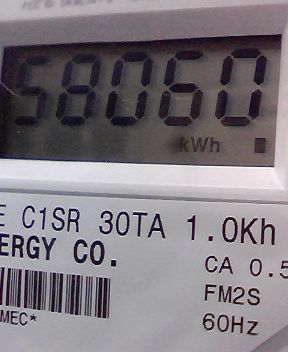 58060
kWh
E C1SR 30TA 1.0Kh
ERGY CO.
CA 0.5
FM2S
MEC*
60Hz